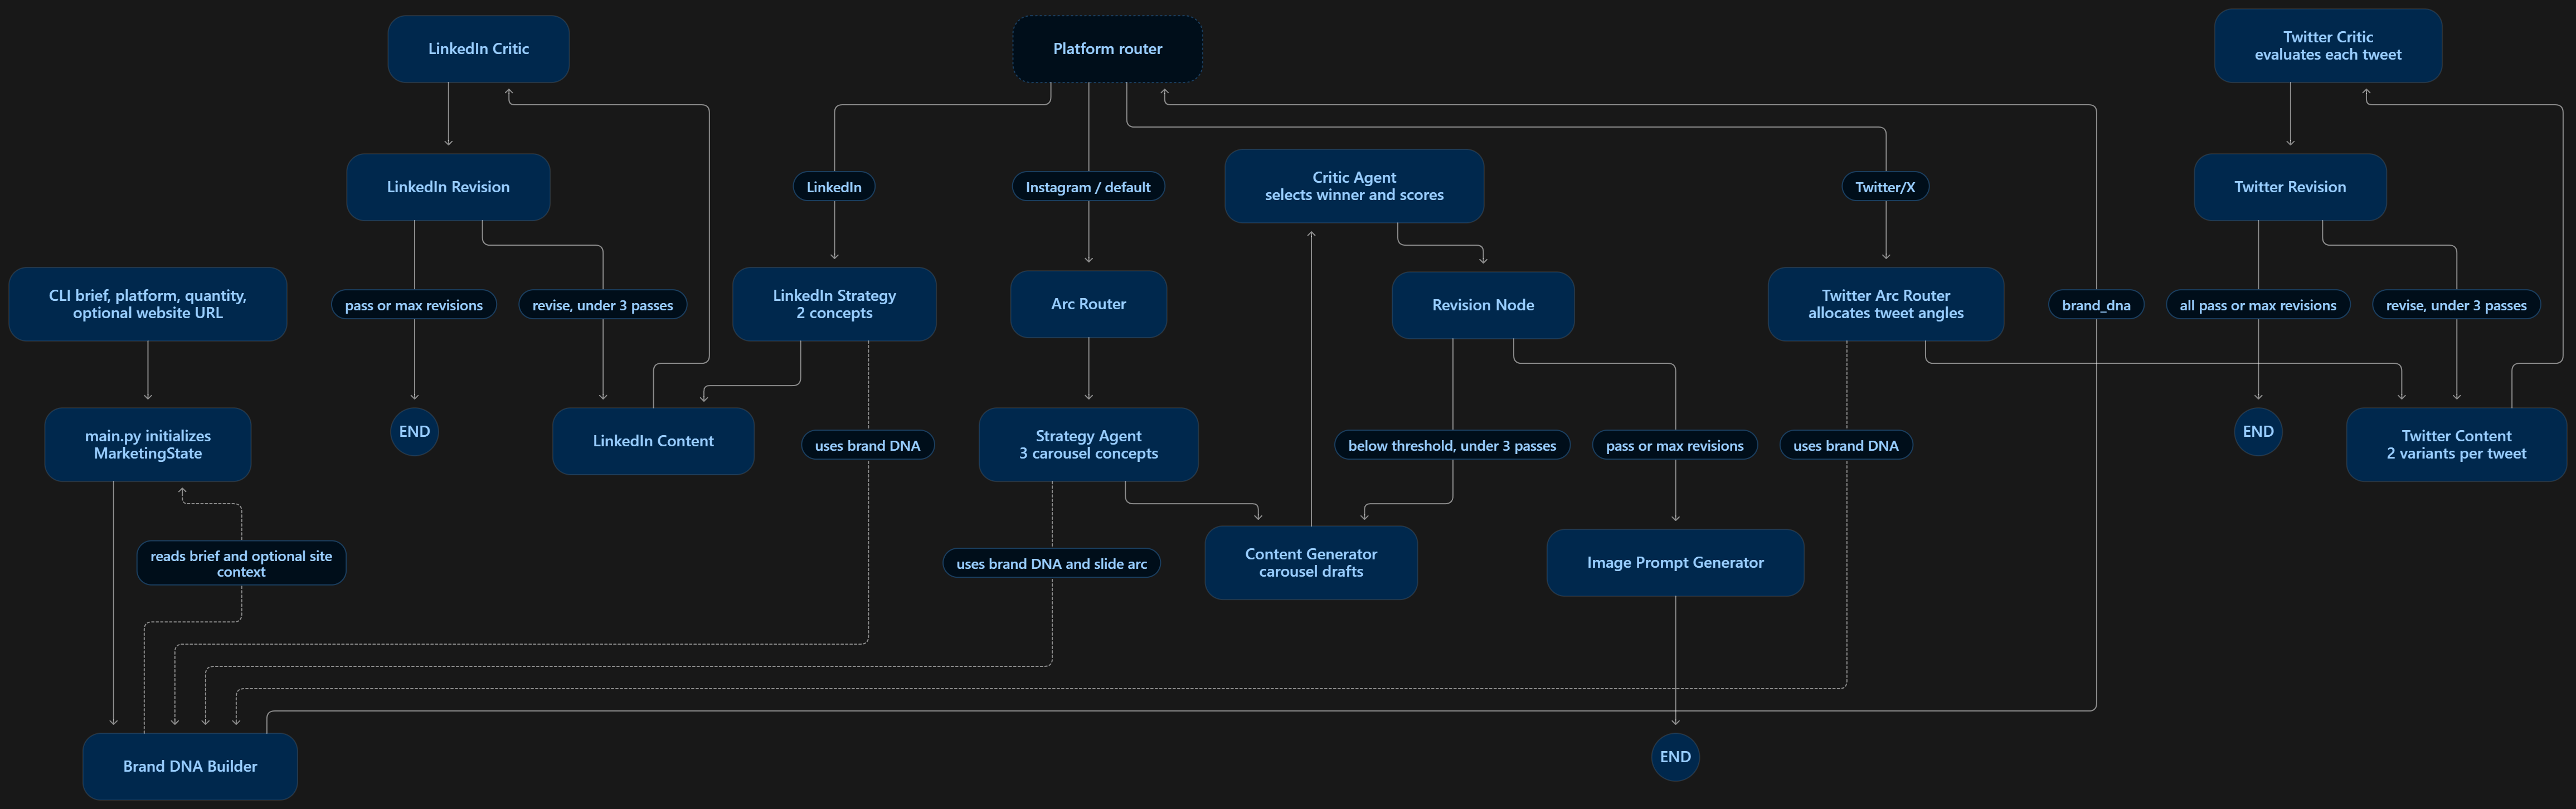 LinkedIn Critic
Platform router
Twitter Critic
evaluates each tweet
LinkedIn Revision
LinkedIn
Instagram / default
Critic Agent
selects winner and scores
Twitter/X
Twitter Revision
CLI brief, platform, quantity,
optional website URL
pass or max revisions
revise, under 3 passes
LinkedIn Strategy
2 concepts
Arc Router
Revision Node
Twitter Arc Router
allocates tweet angles
brand_dna
all pass or max revisions
revise, under 3 passes
main.py initializes
MarketingState
END
LinkedIn Content
uses brand DNA
Strategy Agent
3 carousel concepts
below threshold, under 3 passes
pass or max revisions
uses brand DNA
END
Twitter Content
2 variants per tweet
reads brief and optional site
context
uses brand DNA and slide arc
Content Generator
carousel drafts
Image Prompt Generator
Brand DNA Builder
END